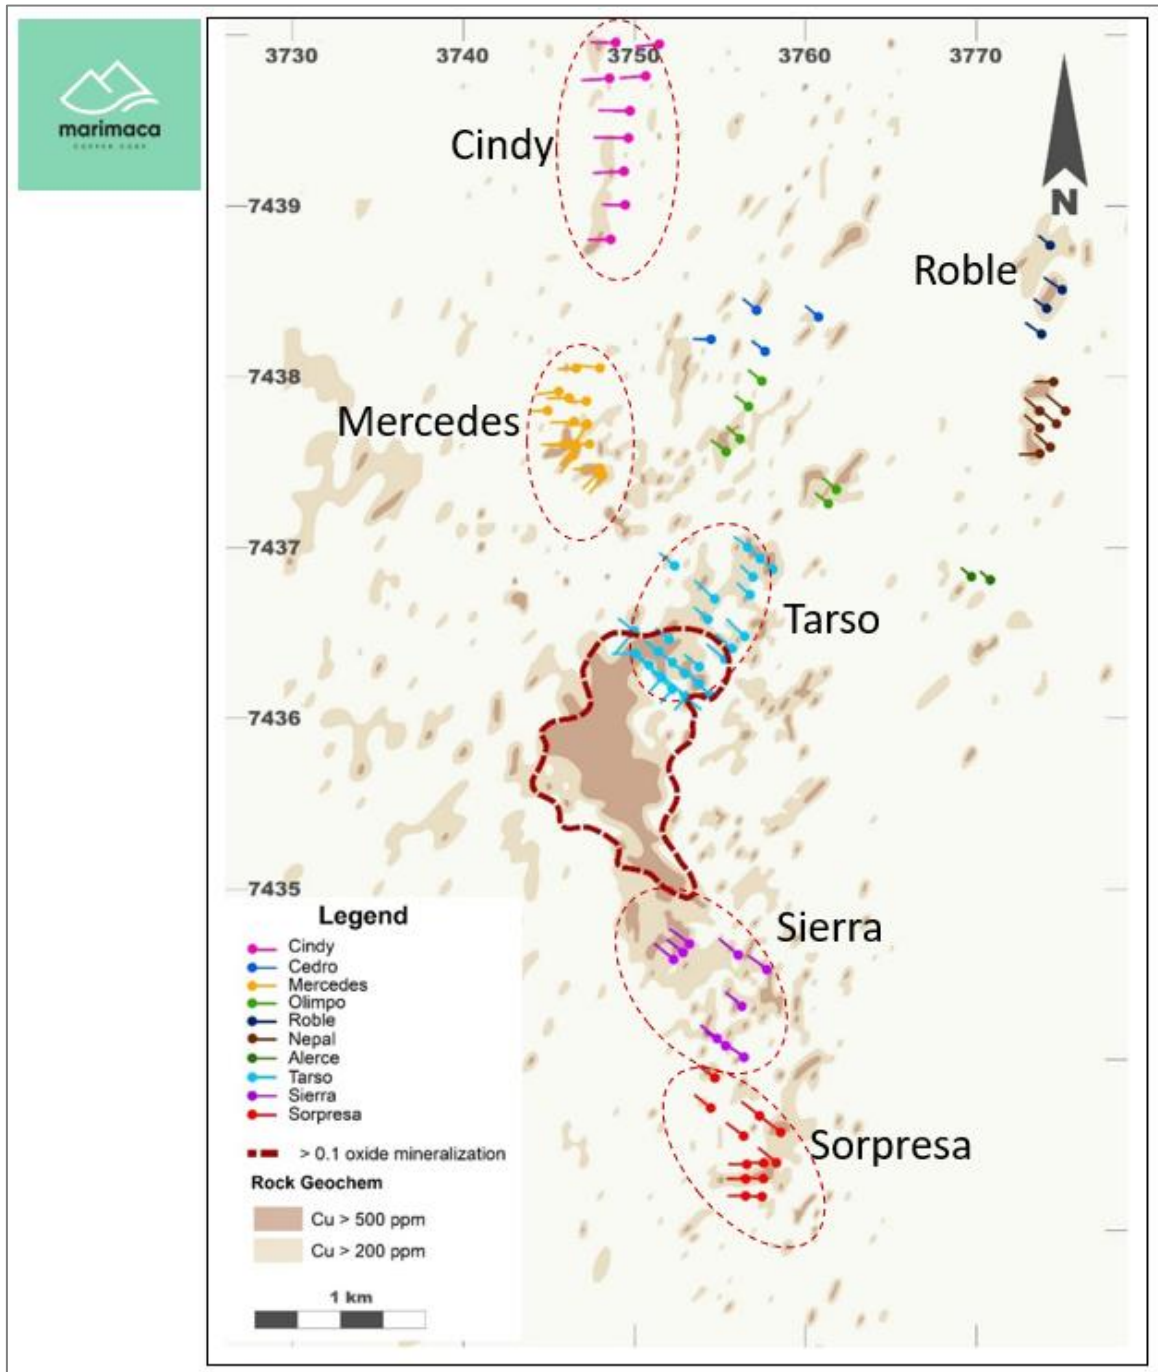 marimaca
COPPER CORP
3730
3740
3750
3760
3770
Cindy
7439
N
Roble
7438
Mercedes
7437
Tarso
7436
7435
Legend
Cindy
Cedro
Mercedes
Olimpo
Roble
Nepal
Alerce
Tarso
Sierra
Sorpresa
> 0.1 oxide mineralization
Rock Geochem
Cu > 500 ppm
Cu > 200 ppm
1 km
Sierra
Sorpresa